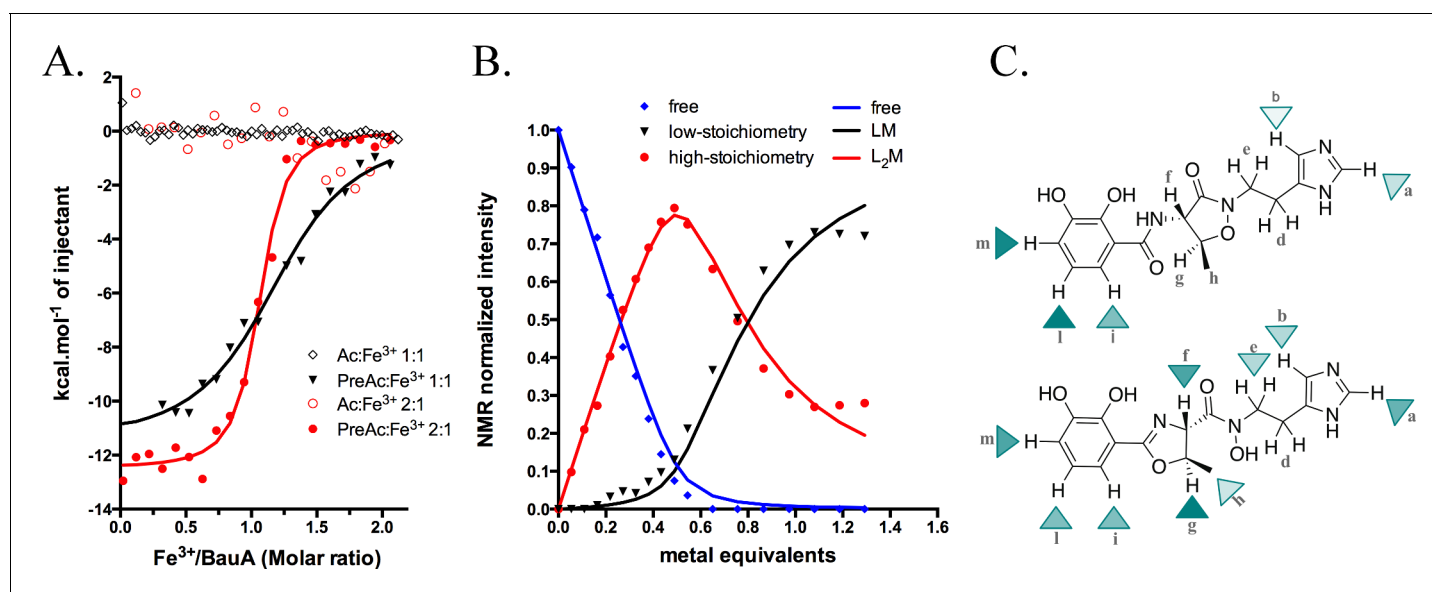 A.
2
0
-2
-4
-6
-8
-10
-12
-14
0.0 0.5 1.0 1.5 2.0
kcal.mol-1 of injectant
Fe3+/BauA (Molar ratio)
Ac:Fe3+ 1:1
PreAc:Fe3+ 1:1
Ac:Fe3+ 2:1
PreAc:Fe3+ 2:1
B.
free
low-stoichiometry
high-stoichiometry
free
LM
L2M
1.0
0.9
0.8
0.7
0.6
0.5
0.4
0.3
0.2
0.1
0.0
0.0 0.2 0.4 0.6 0.8 1.0 1.2 1.4 1.6
NMR normalized intensity
metal equivalents
C.
b
H
e
N
H H
f
O
H
a
OH
H
N
NH
OH
NH
O
H H
m
H
d
O
H
g
h
H H
l i
b
H
f
e
N
H
O
H H
H
a
OH
OH
N
N
NH
H H
m
H
OH
d
O
H
h
H H
g
l i